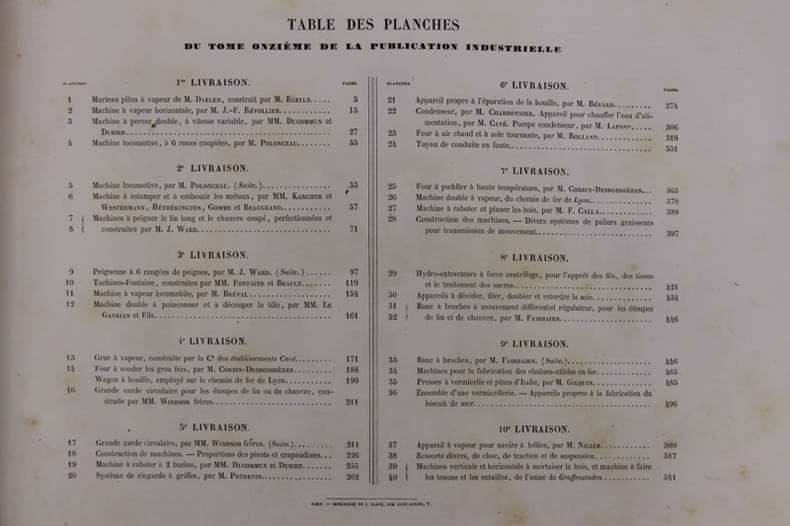 TABLE DES PLANCHES
DU TOME ONZIÈME DE LA PUBLICATION INDUSTRIELLE
PLANCHES. PAGES.
1re LIVRAISON.
1 Marteau pilon à vapeur de M. Daelen, construit par M. Egells..... 5
2 Machine à vapeur horizontale, par M. J.-F. Révollier............ 13
3 Machine à percer double, à vitesse variable, par MM. Ducommun et
Dubied.................................... 27
4 Machine locomotive, à 6 roues couplées, par M. Polonceau....... 33
2e LIVRAISON.
5 Machine locomotive, par M. Polonceau. (Suite.)................ 33
6 Machine à estamper et à emboutir les métaux, par MM. Karcher et
Westermann, Héthérington, Gomme et Beaugrand............. 57
7 Machines à peigner le lin long et le chanvre coupé, perfectionnées et
8 construites par M. J. Ward....................... 71
3e LIVRAISON.
9 Peigneuse à 6 rangées de peignes, par M. J. Ward. (Suite.)...... 97
10 Turbines-Fontaine, construites par MM. Fontaine et Brault....... 119
11 Machine à vapeur locomobile, par M. Bréval................. 154
12 Machine double à poinçonner et à découper la tôle, par MM. Le
Gavrian et Fils................................ 161
4e LIVRAISON.
13 Grue à vapeur, construite par la Ce des établissements Cavé......... 171
14 Four à souder les gros fers, par M. Corbin-Desboissières......... 188
Wagon à houille, employé sur le chemin de fer de Lyon........... 190
16 Grande carde circulaire pour les étoupes de lin ou de chanvre, con-
struite par MM. Windsor frères...................... 211
5e LIVRAISON.
17 Grande carde circulaire, par MM. Windsor frères. (Suite.)......... 211
18 Construction de machines. — Proportions des pivots et crapaudines... 226
19 Machine à raboter à 2 burins, par MM. Ducommun et Dubied....... 255
20 Système de ringards à griffes, par M. Potdevin................ 262
PLANCHES. PAGES.
6e LIVRAISON.
21 Appareil propre à l'épuration de la houille, par M. Bérard......... 274
22 Condenseur, par M. Charbonnier. Appareil pour chauffer l'eau d'ali-
mentation, par M. Cavé. Pompe condenseur, par M. Lafont..... 306
23 Four à air chaud et à sole tournante, par M. Rolland............ 318
24 Tuyau de conduite en fonte......................... 331
7e LIVRAISON.
25 Four à puddler à haute température, par M. Corbin-Desboissières... 365
26 Machine double à vapeur, du chemin de fer de Lyon............. 370
27 Machine à raboter et planer les bois, par M. F. Calla........... 380
28 Construction des machines. — Divers systèmes de paliers graisseurs
pour transmission de mouvement..................... 397
8e LIVRAISON.
29 Hydro-extracteurs à force centrifuge, pour l'apprêt des fils, des tissus
et le traitement des sucres......................... 421
30 Appareils à dévider, filer, doubler et retordre la soie............. 434
31 Banc à broches à mouvement différentiel régulateur, pour les étoupes
32 de lin et de chanvre, par M. Fairbairn.................. 446
9e LIVRAISON.
33 Banc à broches, par M. Fairbairn. (Suite.).................. 446
34 Machines pour la fabrication des chaînes-câbles en fer............ 465
35 Presses à vermicelle et pâtes d'Italie, par M. Gilquin........... 485
36 Ensemble d'une vermicellerie. — Appareils propres à la fabrication du
biscuit de mer................................ 496
10e LIVRAISON.
37 Appareil à vapeur pour navire à hélice, par M. Nillus........... 509
38 Ressorts divers, de choc, de traction et de suspension............ 517
39 Machines verticale et horizontale à mortaiser le bois, et machine à faire
40 les tenons et les entailles, de l'usine de Graffenstaden........... 541